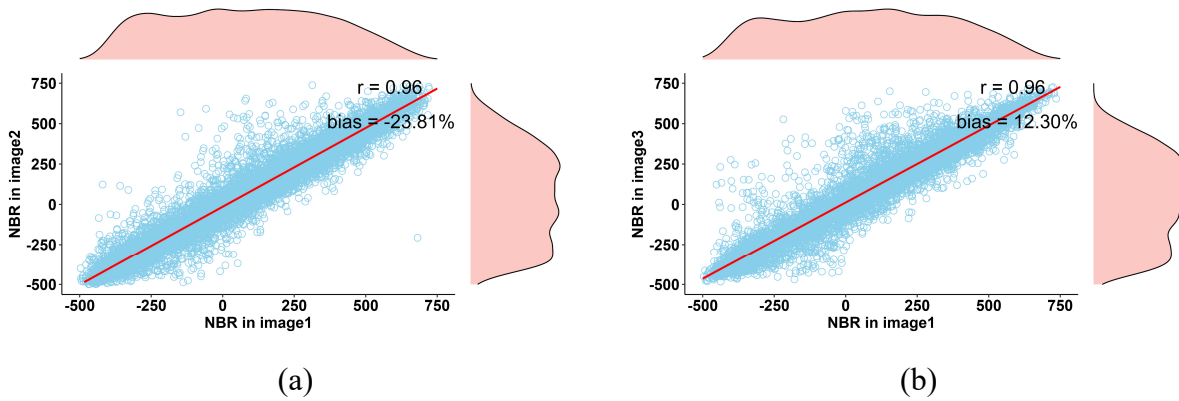 r = 0.96
bias = -23.81%
NBR in image2
750
500
250
0
-250
-500
-500 -250 0 250 500 750
NBR in image1
(a)
r = 0.96
bias = 12.30%
NBR in image3
750
500
250
0
-250
-500
-500 -250 0 250 500 750
NBR in image1
(b)